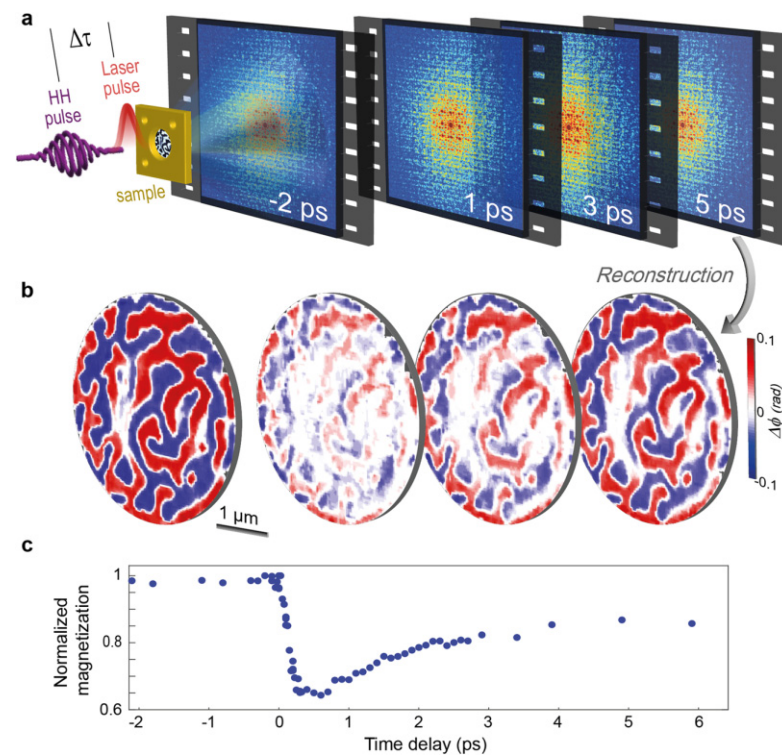 a
Δτ
Laser
pulse
HH
pulse
sample
-2 ps
1 ps
3 ps
5 ps
Reconstruction
b
0.1
0
-0.1
Δϕ (rad)
1 μm
c
Normalized
magnetization
1
0.8
0.6
-2
-1
0
1
2
3
4
5
6
Time delay (ps)